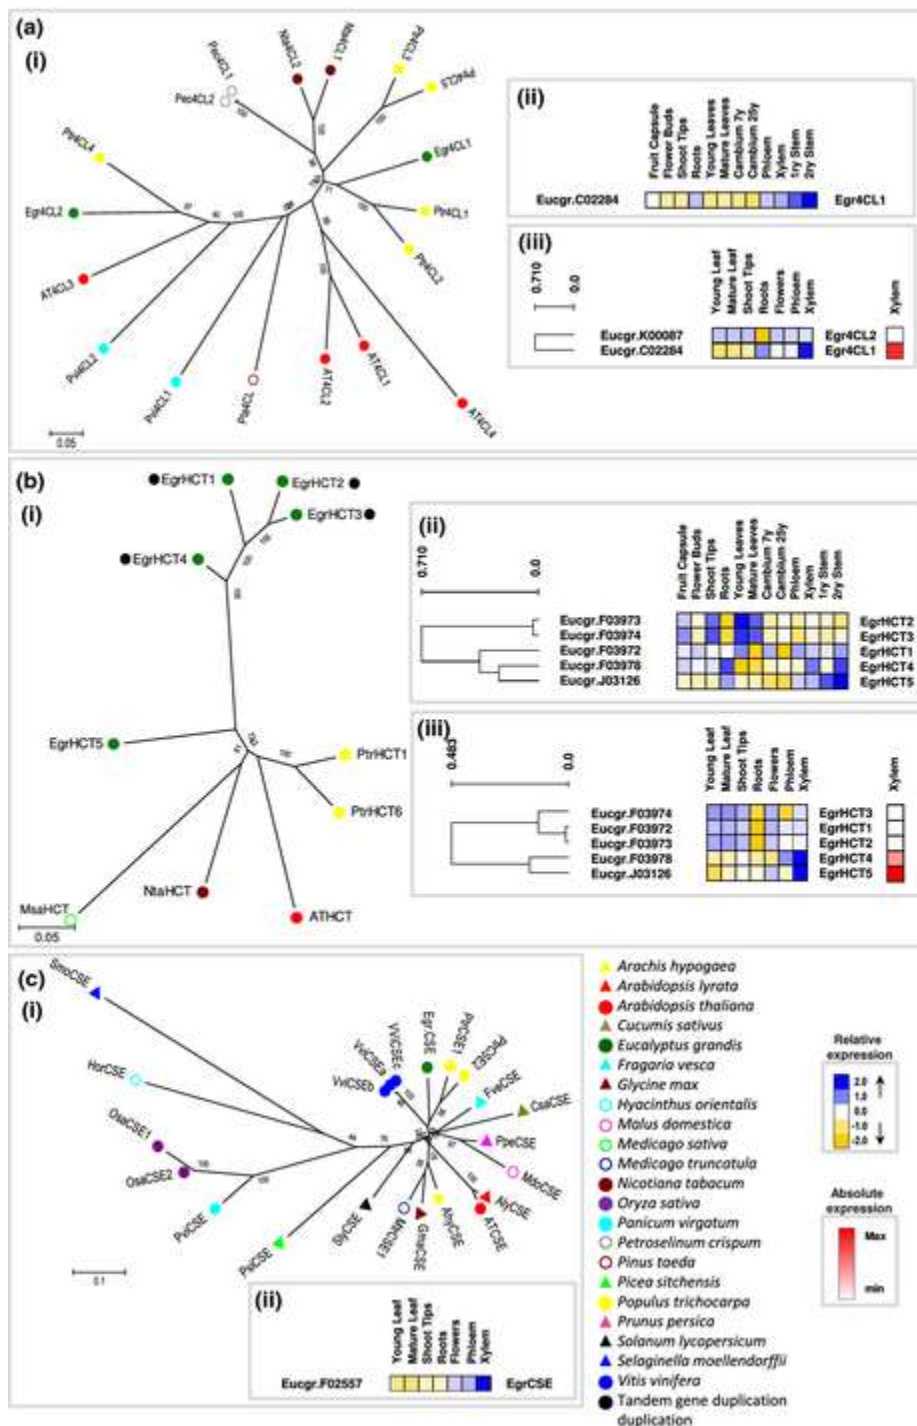 (a)
(i)
Pec4CL1
Pec4CL2
Nta4CL2
Nta4CL1
Ptr4CL3
Ptr4CL5
Egr4CL1
Ptr4CL1
Ptr4CL2
AT4CL4
AT4CL1
AT4CL2
Pta4CL
Pvi4CL1
Pvi4CL2
AT4CL3
Egr4CL2
Ptr4CL4
0.05
(ii)
Fruit Capsule
Flower Buds
Shoot Tips
Roots
Young Leaves
Mature Leaves
Cambium 7y
Cambium 25y
Phloem
Xylem
1ry Stem
2ry Stem
Eucgr.C02284 Egr4CL1
(iii)
0.710 0.0
Young Leaf
Mature Leaf
Shoot Tips
Roots
Flowers
Phloem
Xylem
Xylem
Eucgr.K00087 Egr4CL2
Eucgr.C02284 Egr4CL1
(b)
(i)
EgrHCT1
EgrHCT2
EgrHCT3
EgrHCT4
EgrHCT5
PtrHCT1
PtrHCT6
NtaHCT
MsaHCT
ATHCT
0.05
(ii)
0.710 0.0
Fruit Capsule
Flower Buds
Shoot Tips
Roots
Young Leaves
Mature Leaves
Cambium 7y
Cambium 25y
Phloem
Xylem
1ry Stem
2ry Stem
Eucgr.F03973 EgrHCT2
Eucgr.F03974 EgrHCT3
Eucgr.F03972 EgrHCT1
Eucgr.F03978 EgrHCT4
Eucgr.J03126 EgrHCT5
(iii)
0.483 0.0
Young Leaf
Mature Leaf
Shoot Tips
Roots
Flowers
Phloem
Xylem
Xylem
Eucgr.F03974 EgrHCT3
Eucgr.F03972 EgrHCT1
Eucgr.F03973 EgrHCT2
Eucgr.F03978 EgrHCT4
Eucgr.J03126 EgrHCT5
(c)
(i)
SmoCSE
HorCSE
OsaCSE1
OsaCSE2
PviCSE
PsiCSE
SlyCSE
MtrCSE1
GmaCSE
AhyCSE
ATCSE
AlyCSE
MdoCSE
PpeCSE
CsaCSE
FveCSE
PtrCSE2
PtrCSE1
Egr.CSE
VviCSEc
VviCSEa
VviCSEb
0.1
(ii)
Young Leaf
Mature Leaf
Shoot Tips
Roots
Flowers
Phloem
Xylem
Eucgr.F02557 EgrCSE
Arachis hypogaea
Arabidopsis lyrata
Arabidopsis thaliana
Cucumis sativus
Eucalyptus grandis
Fragaria vesca
Glycine max
Hyacinthus orientalis
Malus domestica
Medicago sativa
Medicago truncatula
Nicotiana tabacum
Oryza sativa
Panicum virgatum
Petroselinum crispum
Pinus taeda
Picea sitchensis
Populus trichocarpa
Prunus persica
Solanum lycopersicum
Selaginella moellendorffii
Vitis vinifera
Tandem gene duplication
duplication
Relative
expression
2.0
1.0
0.0
-1.0
-2.0
Absolute
expression
Max
min